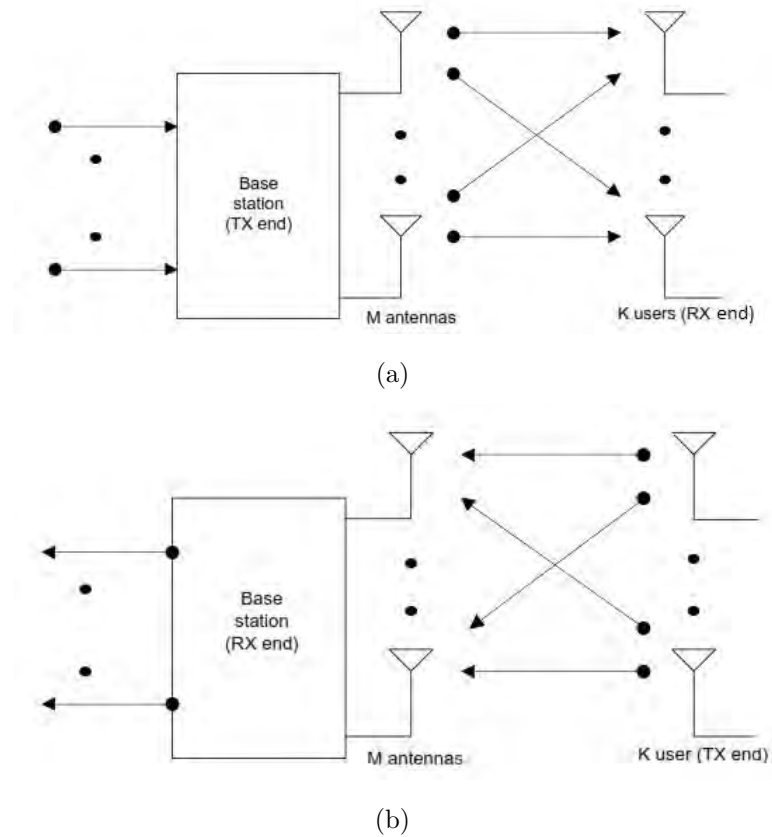 Base
station
(TX end)
M antennas
K users (RX end)
(a)
Base
station
(RX end)
M antennas
K user (TX end)
(b)